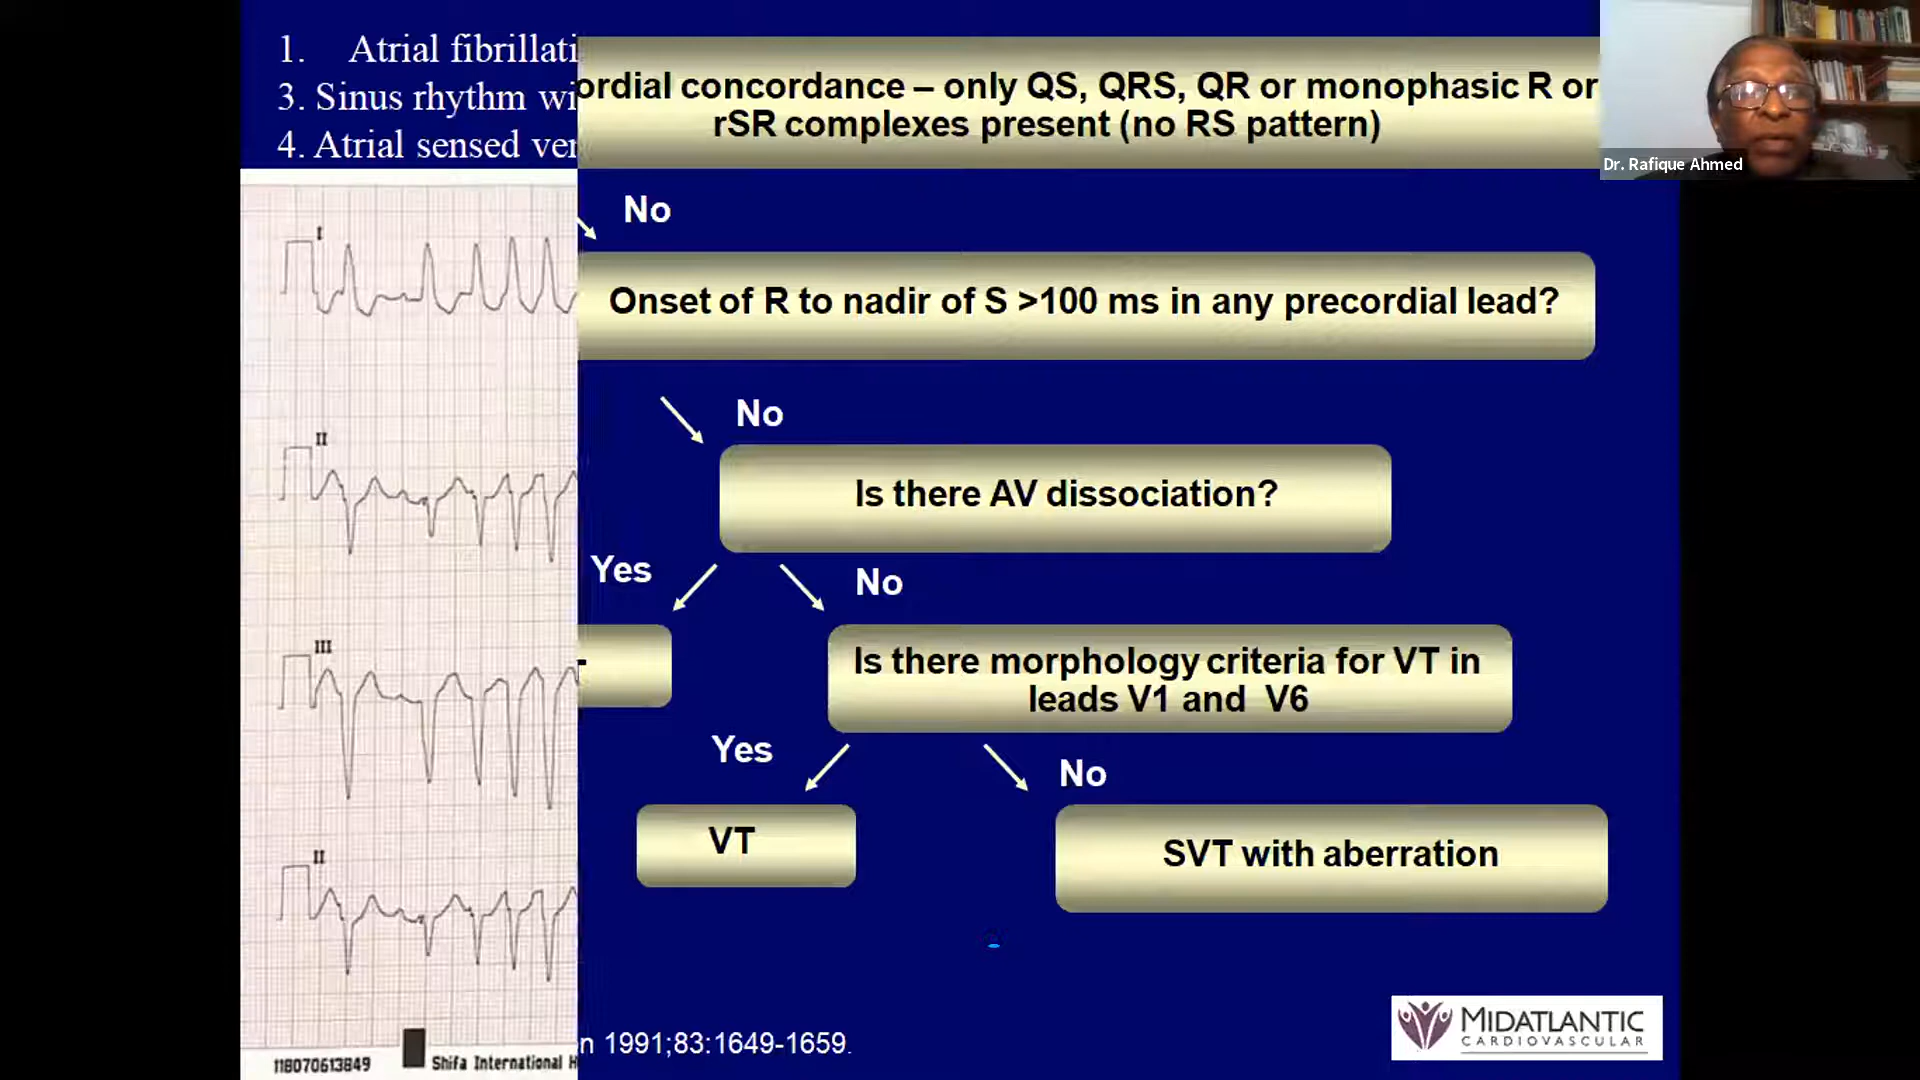 1. Atrial fibrillati
3. Sinus rhythm wi
4. Atrial sensed ver
ordial concordance – only QS, QRS, QR or monophasic R or
rSR complexes present (no RS pattern)
Dr. Rafique Ahmed
No
Onset of R to nadir of S >100 ms in any precordial lead?
No
Is there AV dissociation?
Yes
No
Is there morphology criteria for VT in
leads V1 and V6
Yes
No
VT
SVT with aberration
I
II
III
II
118070613849
Shifa International H
n 1991;83:1649-1659.
MIDATLANTIC
CARDIOVASCULAR